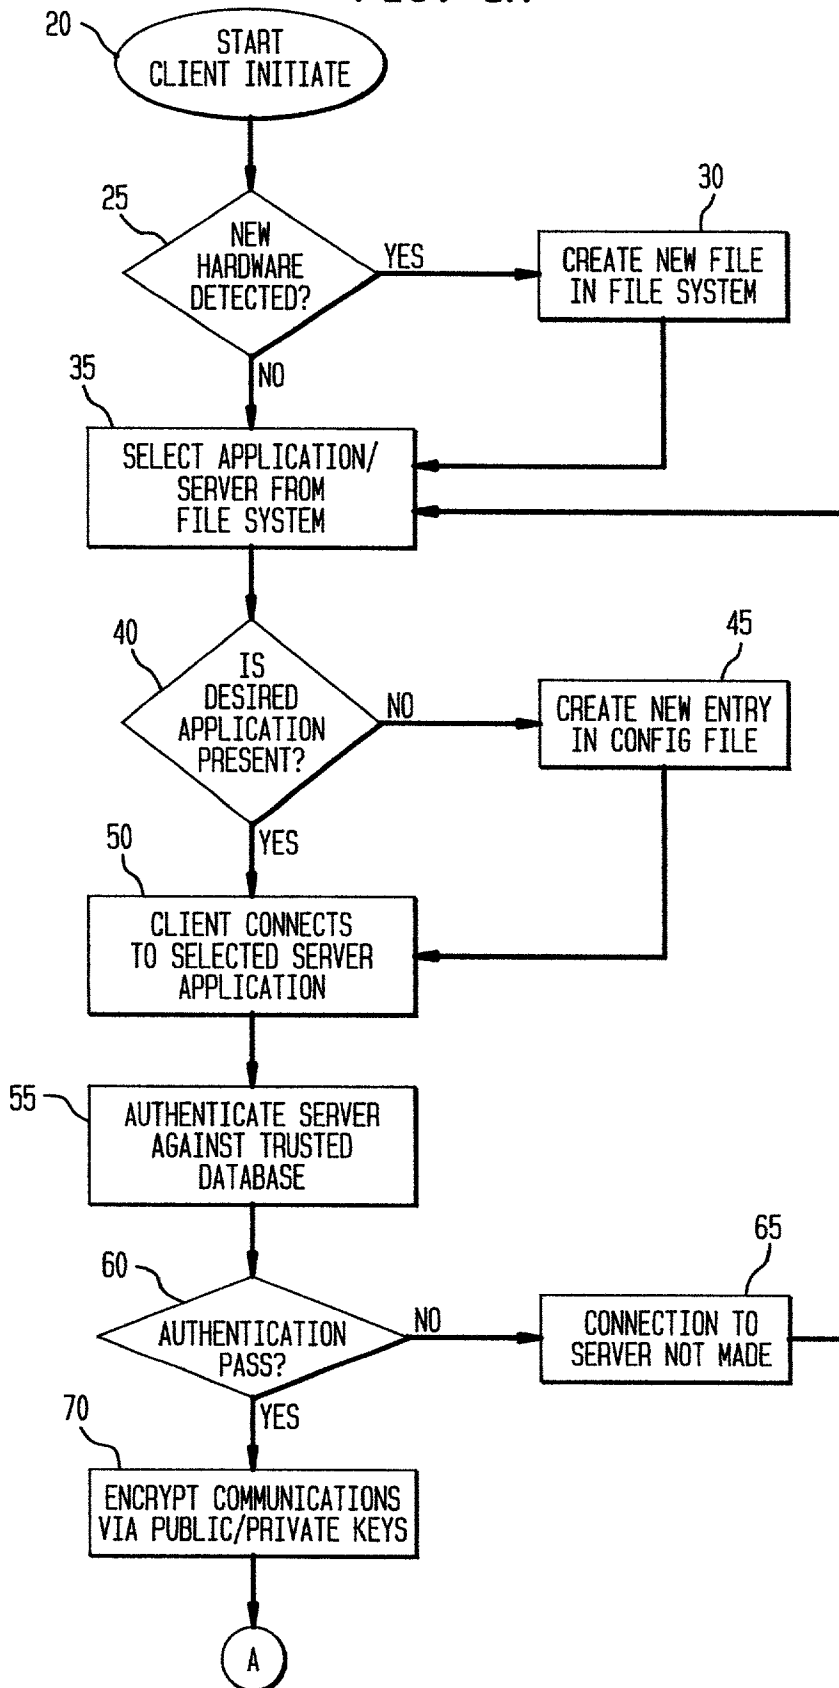 20
START
CLIENT INITIATE
25
NEW
HARDWARE
DETECTED?
YES
30
CREATE NEW FILE
IN FILE SYSTEM
NO
35
SELECT APPLICATION/
SERVER FROM
FILE SYSTEM
40
IS
DESIRED
APPLICATION
PRESENT?
NO
45
CREATE NEW ENTRY
IN CONFIG FILE
YES
50
CLIENT CONNECTS
TO SELECTED SERVER
APPLICATION
55
AUTHENTICATE SERVER
AGAINST TRUSTED
DATABASE
60
AUTHENTICATION
PASS?
NO
65
CONNECTION TO
SERVER NOT MADE
YES
70
ENCRYPT COMMUNICATIONS
VIA PUBLIC/PRIVATE KEYS
A